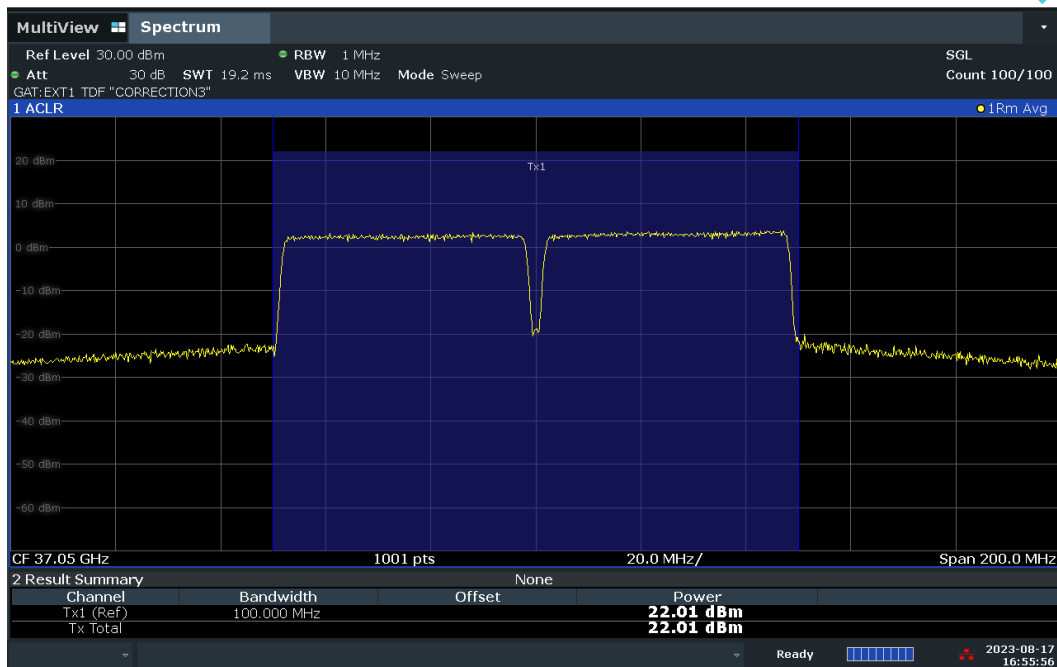 MultiView Spectrum
Ref Level 30.00 dBm RBW 1 MHz SGL
Att 30 dB SWT 19.2 ms VBW 10 MHz Mode Sweep Count 100/100
GAT:EXT1 TDF "CORRECTION3"
1 ACLR 1Rm Avg
20 dBm
Tx1
10 dBm
0 dBm
-10 dBm
-20 dBm
-30 dBm
-40 dBm
-50 dBm
-60 dBm
CF 37.05 GHz 1001 pts 20.0 MHz/ Span 200.0 MHz
2 Result Summary None
Channel Bandwidth Offset Power
Tx1 (Ref) 100.000 MHz 22.01 dBm
Tx Total 22.01 dBm
Ready 2023-08-17
16:55:56